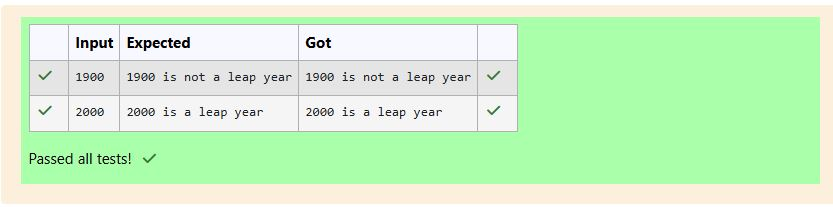 Input Expected Got
1900 1900 is not a leap year 1900 is not a leap year
2000 2000 is a leap year 2000 is a leap year
Passed all tests!